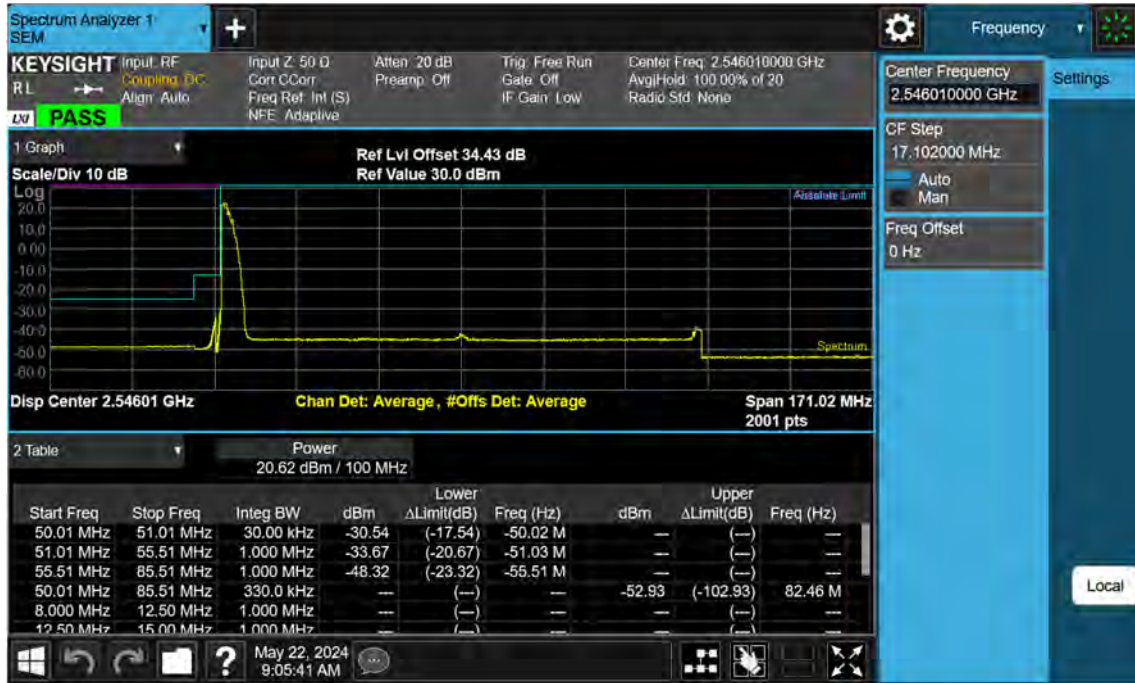 Spectrum Analyzer 1
SEM
+
Frequency
KEYSIGHT
RL
LXI
PASS
Input: RF
Coupling: DC
Align: Auto
Input Z: 50 Ω
Corr CCorr
Freq Ref: Int (S)
NFE: Adaptive
Atten: 20 dB
Preamp: Off
Trig: Free Run
Gate: Off
IF Gain: Low
Center Freq: 2.546010000 GHz
Avg|Hold: 100.00% of 20
Radio Std: None
Center Frequency
2.546010000 GHz
Settings
CF Step
17.102000 MHz
Auto
Man
Freq Offset
0 Hz
1 Graph
Scale/Div 10 dB
Ref Lvl Offset 34.43 dB
Ref Value 30.0 dBm
Log
Absolute Limit
20.0
10.0
0.00
-10.0
-20.0
-30.0
-40.0
-50.0
-60.0
Spectrum
Disp Center 2.54601 GHz
Chan Det: Average, #Offs Det: Average
Span 171.02 MHz
2001 pts
2 Table
Power
20.62 dBm / 100 MHz
Lower Upper
Start Freq Stop Freq Integ BW dBm ΔLimit(dB) Freq (Hz) dBm ΔLimit(dB) Freq (Hz)
50.01 MHz 51.01 MHz 30.00 kHz -30.54 (-17.54) -50.02 M --- (---) ---
51.01 MHz 55.51 MHz 1.000 MHz -33.67 (-20.67) -51.03 M --- (---) ---
55.51 MHz 85.51 MHz 1.000 MHz -48.32 (-23.32) -55.51 M --- (---) ---
50.01 MHz 85.51 MHz 330.0 kHz --- (---) --- -52.93 (-102.93) 82.46 M
8.000 MHz 12.50 MHz 1.000 MHz --- (---) --- --- (---) ---
12.50 MHz 15.00 MHz 1.000 MHz --- (---) --- --- (---) ---
Local
?
May 22, 2024
9:05:41 AM